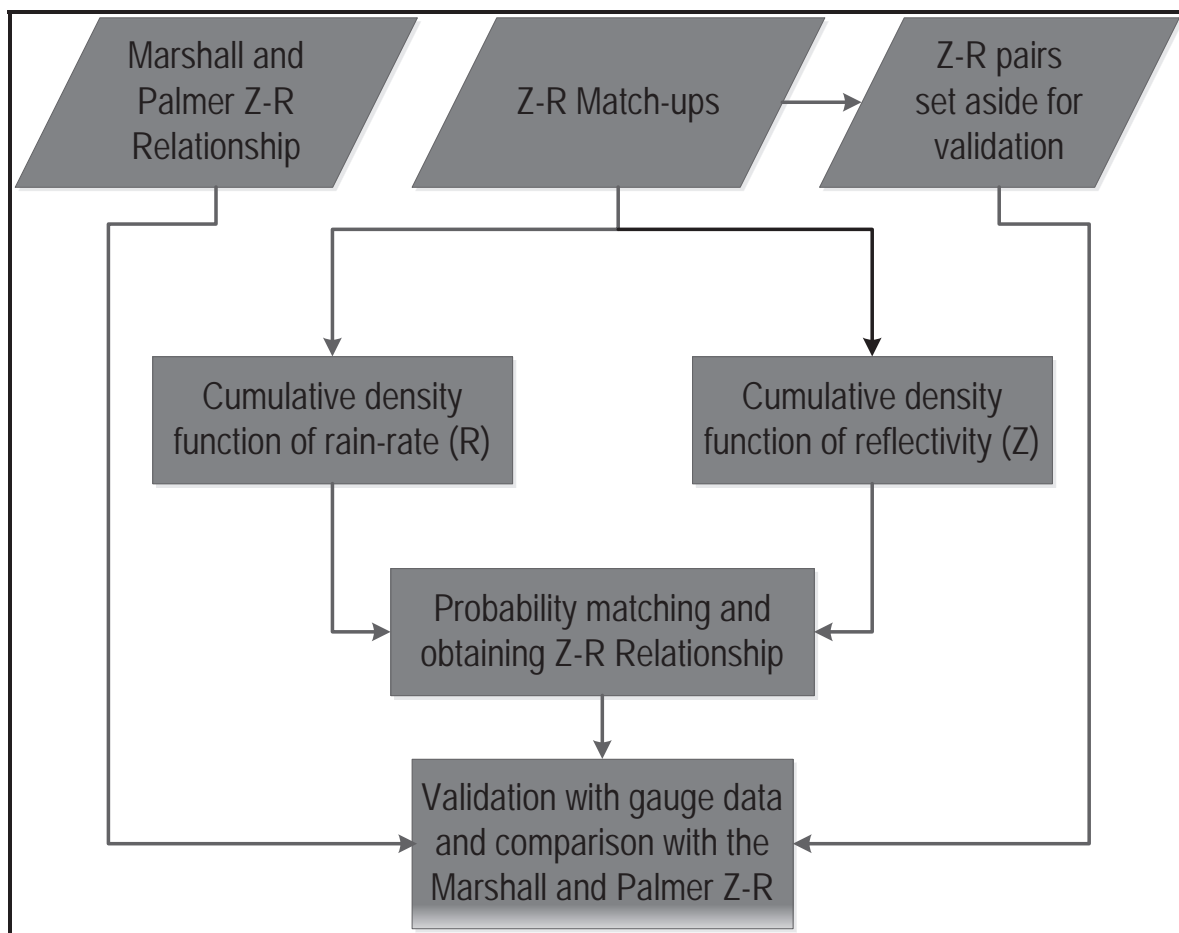 Marshall and
Palmer Z-R
Relationship
Z-R Match-ups
Z-R pairs
set aside for
validation
Cumulative density
function of rain-rate (R)
Cumulative density
function of reflectivity (Z)
Probability matching and
obtaining Z-R Relationship
Validation with gauge data
and comparison with the
Marshall and Palmer Z-R